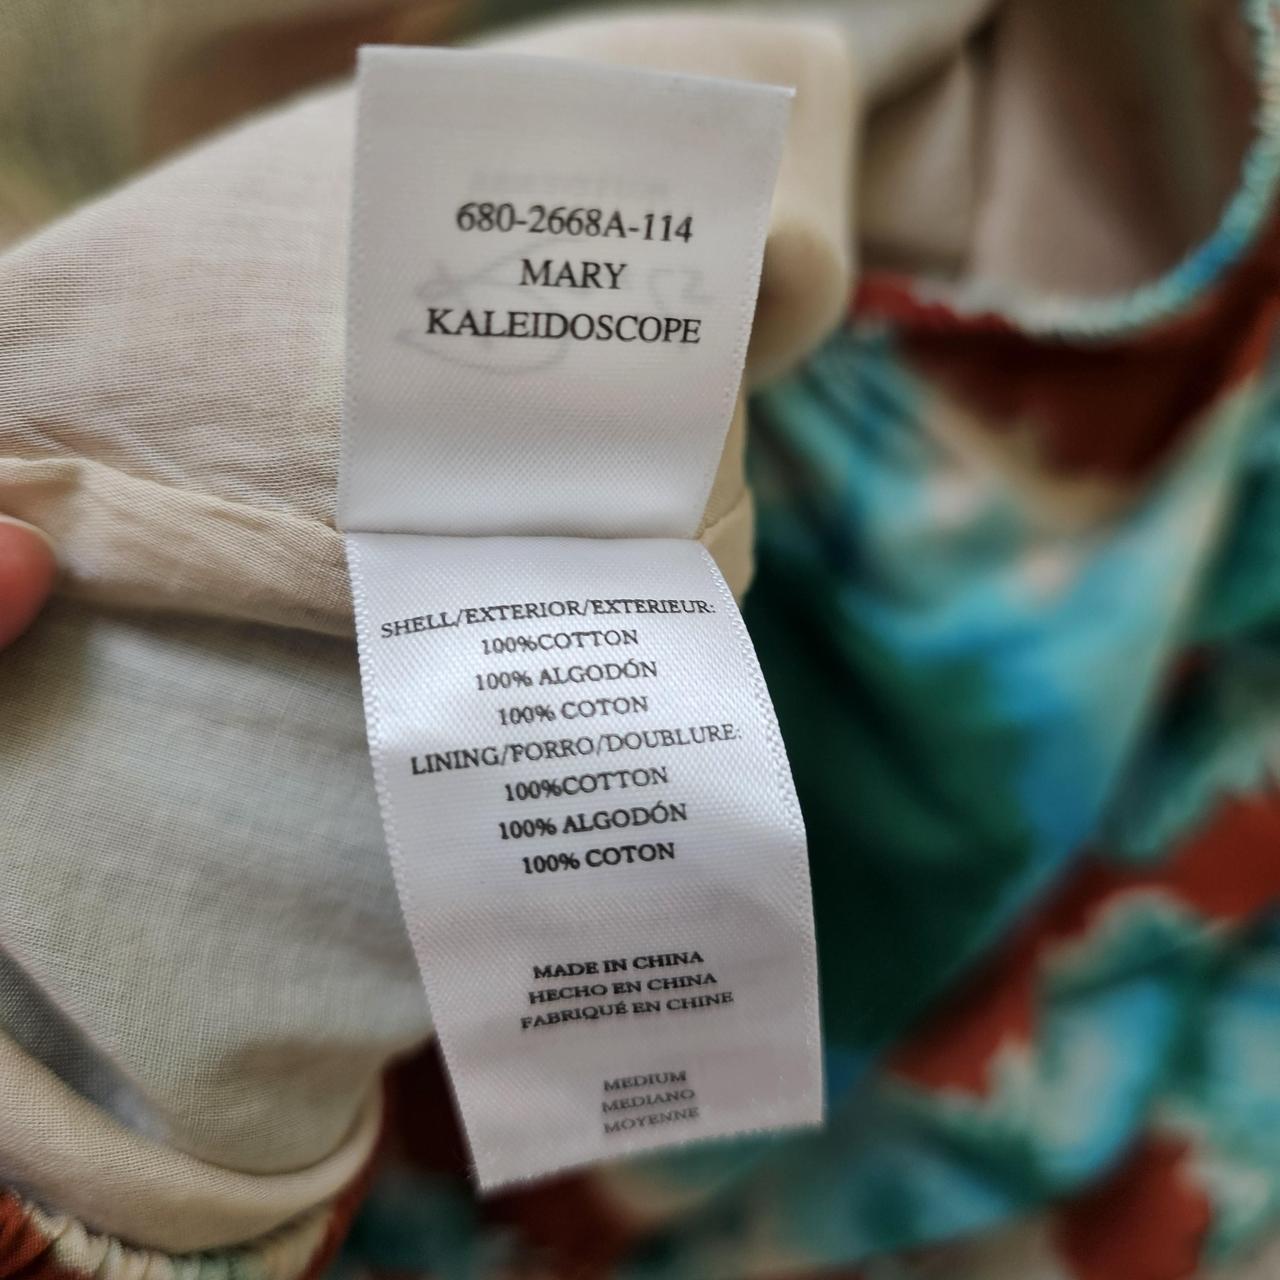 680-2668A-114
MARY
KALEIDOSCOPE
SHELL/EXTERIOR/EXTERIEUR:
100%COTTON
100% ALGODÓN
100% COTON
LINING/FORRO/DOUBLURE:
100%COTTON
100% ALGODÓN
100% COTON
MADE IN CHINA
HECHO EN CHINA
FABRIQUÉ EN CHINE
MEDIUM
MEDIANO
MOYENNE